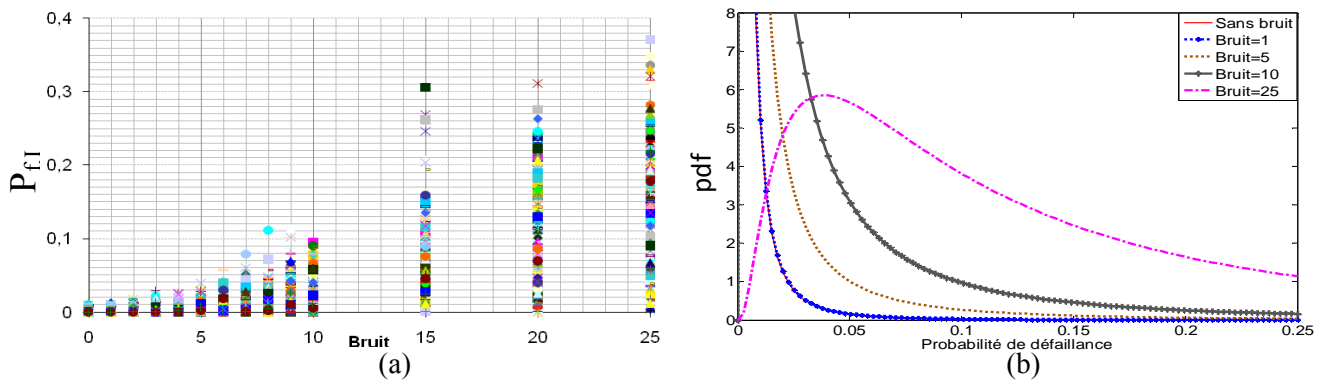 0,4
0,3
0,2
0,1
0
P_{f I}
0 5 10 15 20 25
Bruit
(a)
8
7
6
5
4
3
2
1
0
pdf
Sans bruit
Bruit=1
Bruit=5
Bruit=10
Bruit=25
0 0.05 0.1 0.15 0.2 0.25
Probabilité de défaillance
(b)